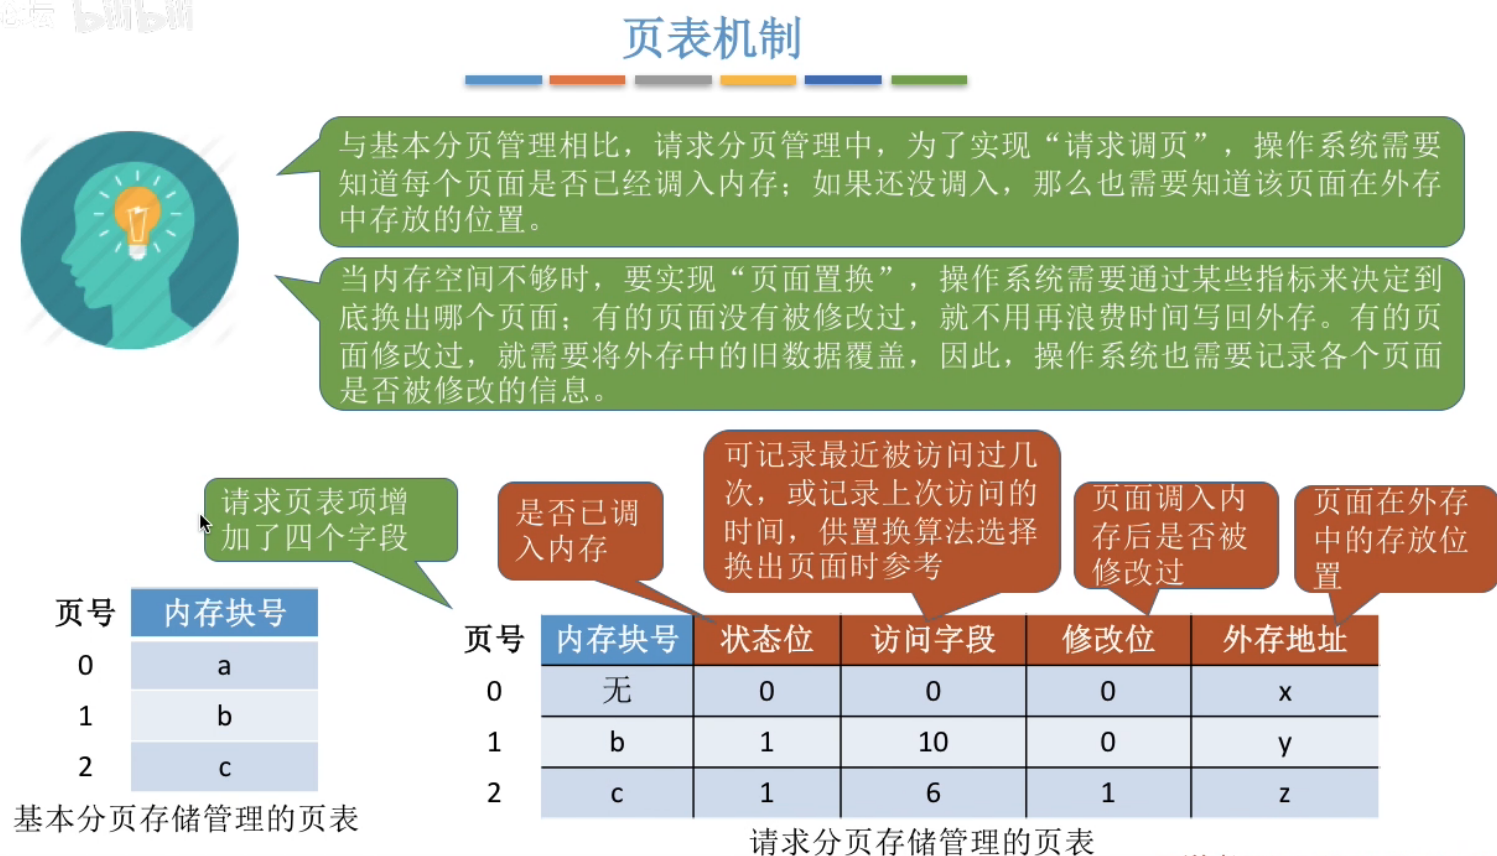 页表机制
与基本分页管理相比，请求分页管理中，为了实现“请求调页”，操作系统需要
知道每个页面是否已经调入内存；如果还没调入，那么也需要知道该页面在外存
中存放的位置。
当内存空间不够时，要实现“页面置换”，操作系统需要通过某些指标来决定到
底换出哪个页面；有的页面没有被修改过，就不用再浪费时间写回外存。有的页
面修改过，就需要将外存中的旧数据覆盖，因此，操作系统也需要记录各个页面
是否被修改的信息。
请求页表项增
加了四个字段
是否已调
入内存
可记录最近被访问过几
次，或记录上次访问的
时间，供置换算法选择
换出页面时参考
页面调入内
存后是否被
修改过
页面在外存
中的存放位
置
页号 内存块号
0 a
1 b
2 c
基本分页存储管理的页表
页号 内存块号 状态位 访问字段 修改位 外存地址
0 无 0 0 0 x
1 b 1 10 0 y
2 c 1 6 1 z
请求分页存储管理的页表